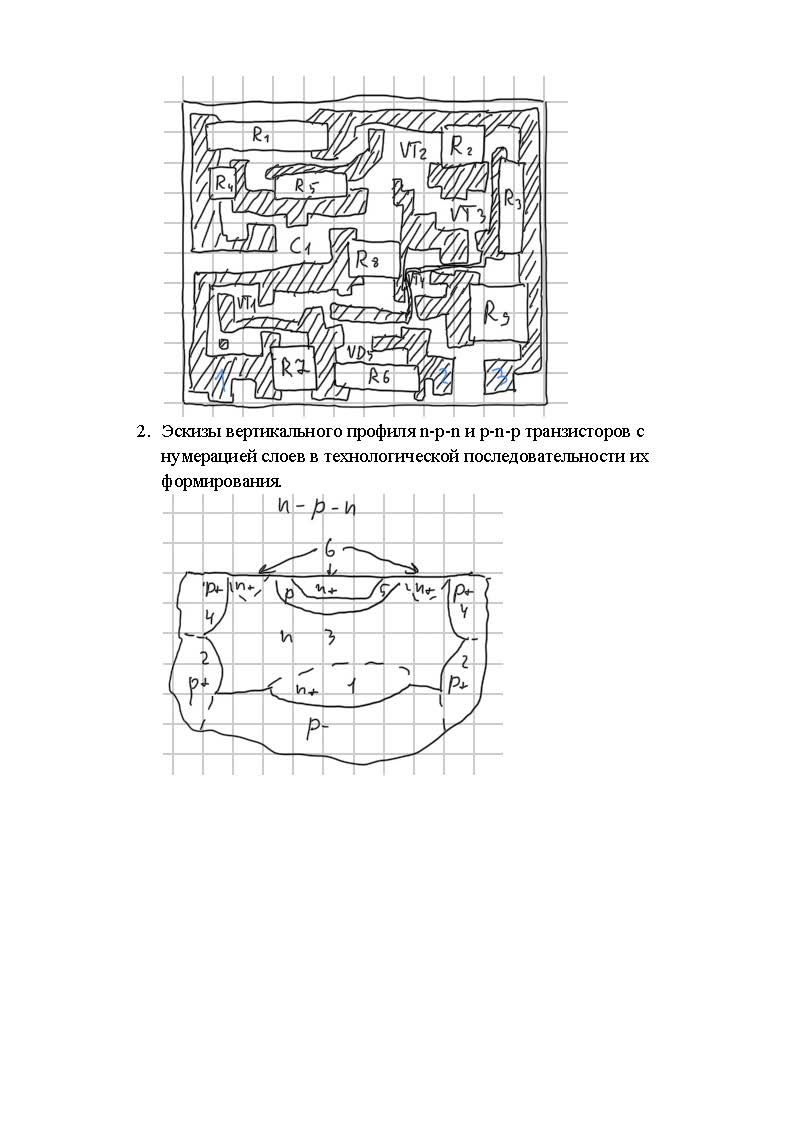 R1
VT2 R2
R4 R5
VT3 R3
C1
R8
VT4
VT1
R9
VD5
R7 R6
1 2 3
2. Эскизы вертикального профиля n-p-n и p-n-p транзисторов с
нумерацией слоев в технологической последовательности их
формирования.
n-p-n
6
p+ n+ p n+ 5 n+ p+
4 4
n 3
2 2
p+ n+ 1 p+
p-